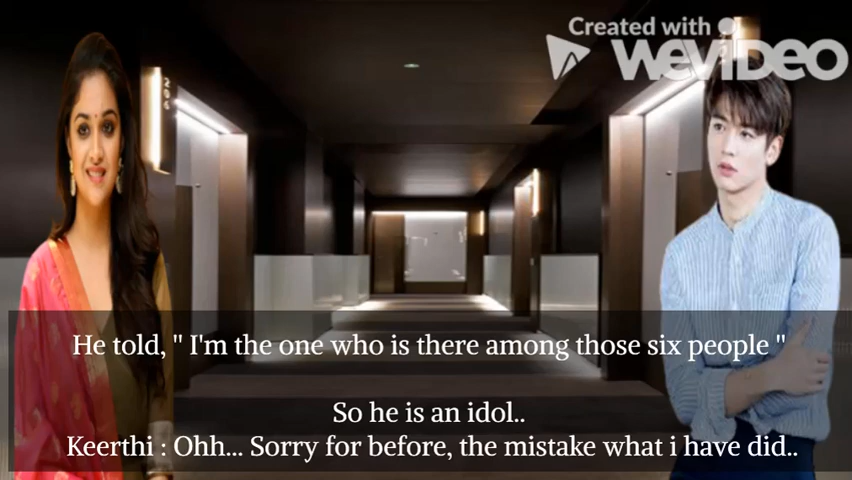 Created with
WeVideo
206
He told, " I'm the one who is there among those six people "
So he is an idol..
Keerthi : Ohh... Sorry for before, the mistake what i have did..